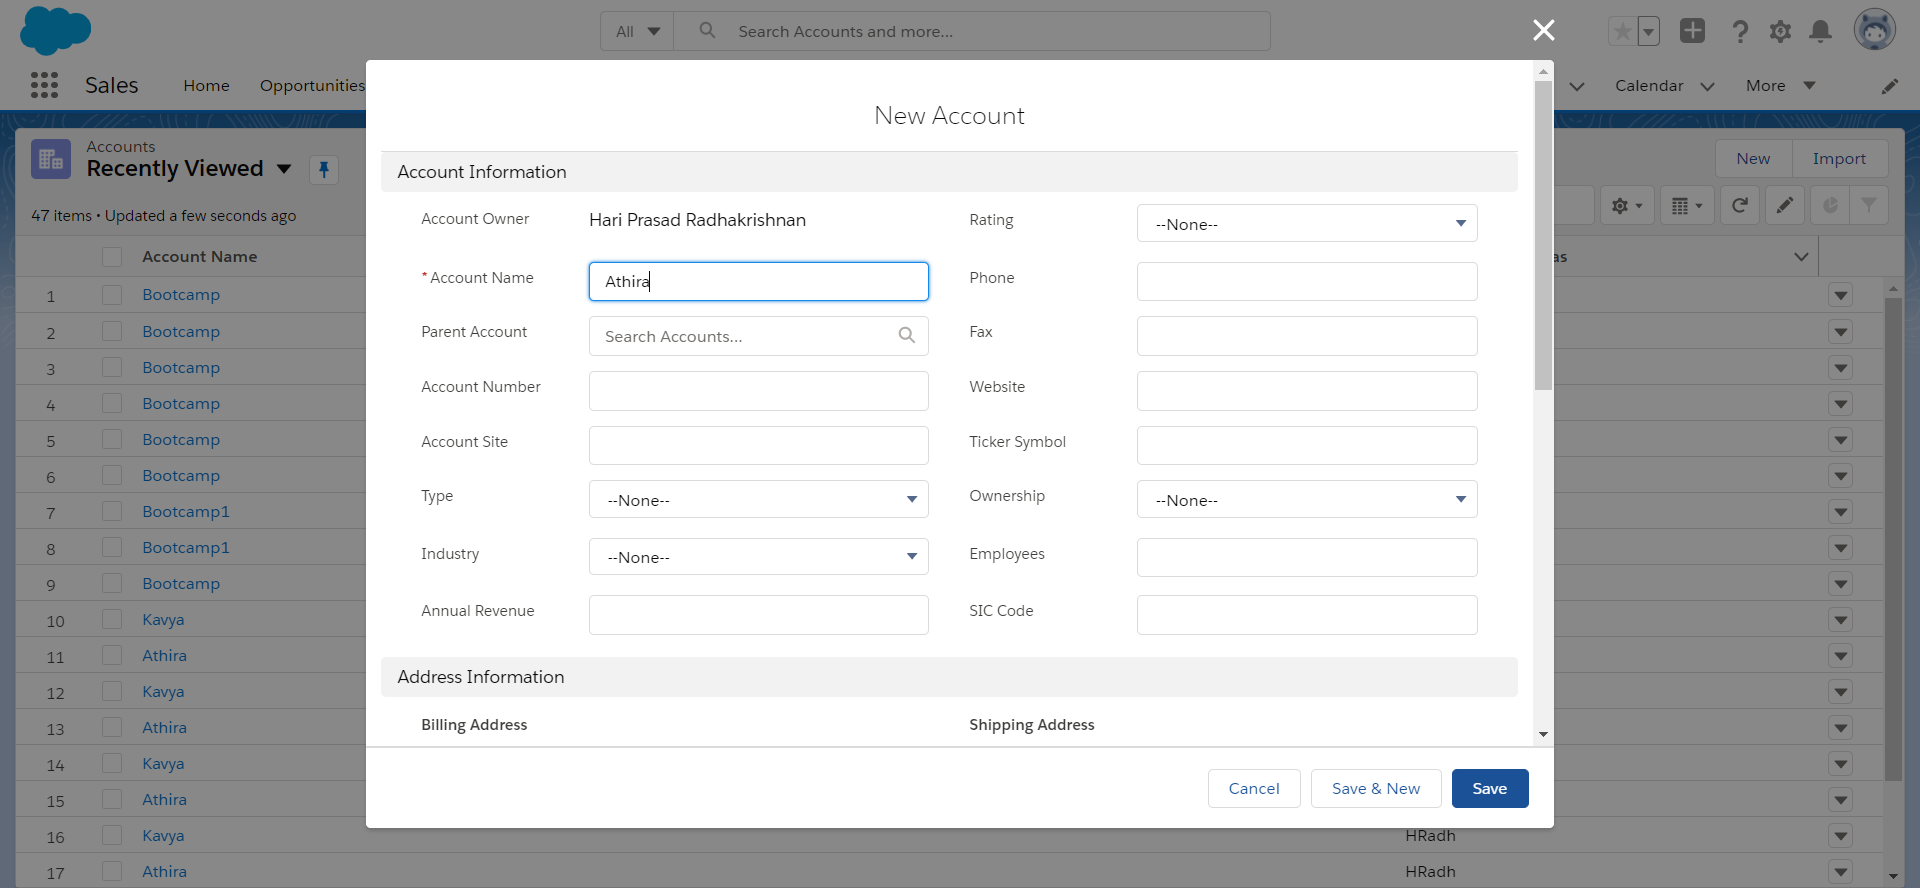 All
Search Accounts and more...
Sales
Home
Opportunities
Calendar
More
New Account
Accounts
Recently Viewed
New
Import
47 items • Updated a few seconds ago
Account Name
as
Account Information
Account Owner
Hari Prasad Radhakrishnan
Rating
--None--
*Account Name
Athira
Phone
Parent Account
Search Accounts...
Fax
Account Number
Website
Account Site
Ticker Symbol
Type
--None--
Ownership
--None--
Industry
--None--
Employees
Annual Revenue
SIC Code
Address Information
Billing Address
Shipping Address
Cancel
Save & New
Save
1 Bootcamp
2 Bootcamp
3 Bootcamp
4 Bootcamp
5 Bootcamp
6 Bootcamp
7 Bootcamp1
8 Bootcamp1
9 Bootcamp
10 Kavya
11 Athira
12 Kavya
13 Athira
14 Kavya
15 Athira
16 Kavya HRadh
17 Athira HRadh